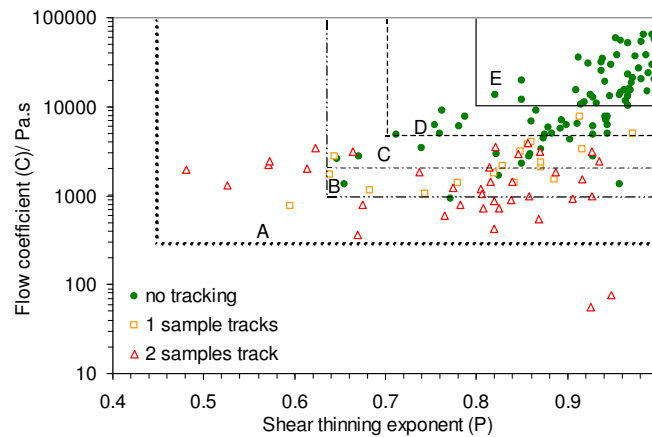 100000
10000
1000
100
10
Flow coefficient (C)/ Pa.s
E
D
C
B
A
no tracking
1 sample tracks
2 samples track
0.4 0.5 0.6 0.7 0.8 0.9
Shear thinning exponent (P)